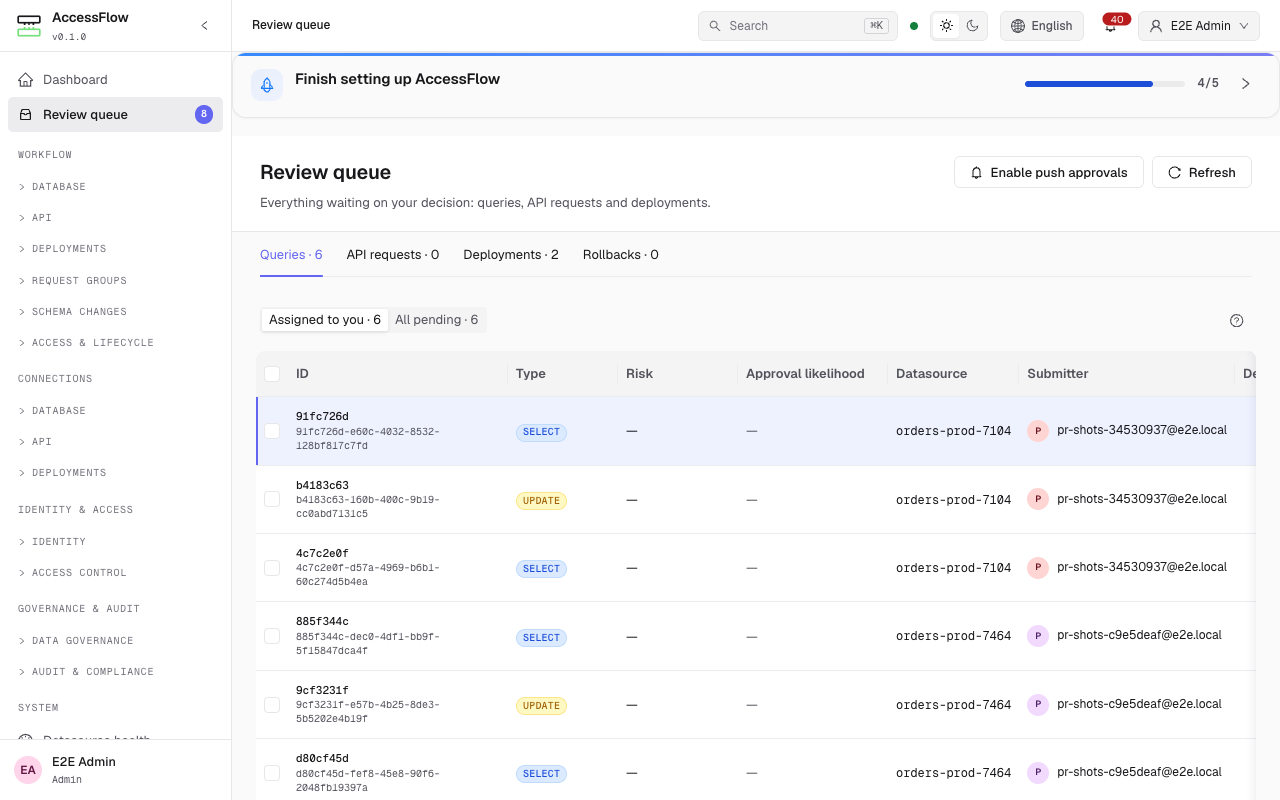 AccessFlow
v0.1.0
Review queue
Search
⌘K
English
40
E2E Admin
Dashboard
Review queue
8
WORKFLOW
DATABASE
API
DEPLOYMENTS
REQUEST GROUPS
SCHEMA CHANGES
ACCESS & LIFECYCLE
CONNECTIONS
DATABASE
API
DEPLOYMENTS
IDENTITY & ACCESS
IDENTITY
ACCESS CONTROL
GOVERNANCE & AUDIT
DATA GOVERNANCE
AUDIT & COMPLIANCE
SYSTEM
Datasource health
EA
E2E Admin
Admin
Finish setting up AccessFlow
4/5
Review queue
Enable push approvals
Refresh
Everything waiting on your decision: queries, API requests and deployments.
Queries · 6
API requests · 0
Deployments · 2
Rollbacks · 0
Assigned to you · 6
All pending · 6
ID
Type
Risk
Approval likelihood
Datasource
Submitter
De
91fc726d
91fc726d-e60c-4032-8532-
128bf817c7fd
SELECT
—
—
orders-prod-7104
P
pr-shots-34530937@e2e.local
b4183c63
b4183c63-160b-400c-9b19-
cc0abd7131c5
UPDATE
—
—
orders-prod-7104
P
pr-shots-34530937@e2e.local
4c7c2e0f
4c7c2e0f-d57a-4969-b6b1-
60c274d5b4ea
SELECT
—
—
orders-prod-7104
P
pr-shots-34530937@e2e.local
885f344c
885f344c-dec0-4df1-bb9f-
5f15847dca4f
SELECT
—
—
orders-prod-7464
P
pr-shots-c9e5deaf@e2e.local
9cf3231f
9cf3231f-e57b-4b25-8de3-
5b5202e4b19f
UPDATE
—
—
orders-prod-7464
P
pr-shots-c9e5deaf@e2e.local
d80cf45d
d80cf45d-fef8-45e8-90f6-
2048fb19397a
SELECT
—
—
orders-prod-7464
P
pr-shots-c9e5deaf@e2e.local